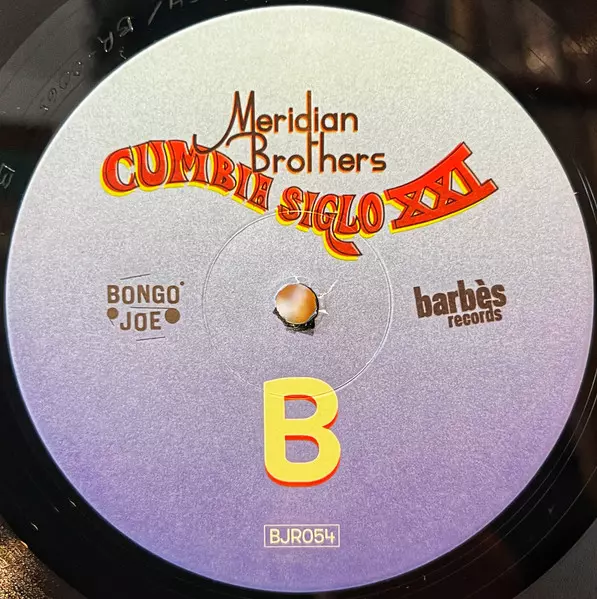 Meridian
Brothers
CUMBIA SIGLO XXI
BONGO
JOE
barbès
records
B
BJR054